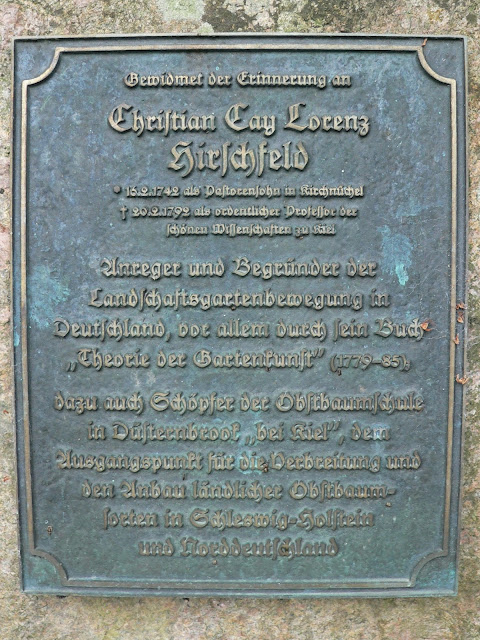 Gewidmet der Erinnerung an
Christian Cay Lorenz
Hirschfeld
* 16.2.1742 als Pastorensohn in Kirchnüchel
† 20.2.1792 als ordentlicher Professor der
schönen Wissenschaften zu Kiel
Anreger und Begründer der
Landschaftsgartenbewegung in
Deutschland, vor allem durch sein Buch
„Theorie der Gartenkunst" (1779–85),
dazu auch Schöpfer der Obstbaumschule
in Düsternbrook „bei Kiel", dem
Ausgangspunkt für die Verbreitung und
den Anbau ländlicher Obstbaum-
sorten in Schleswig-Holstein
und Norddeutschland